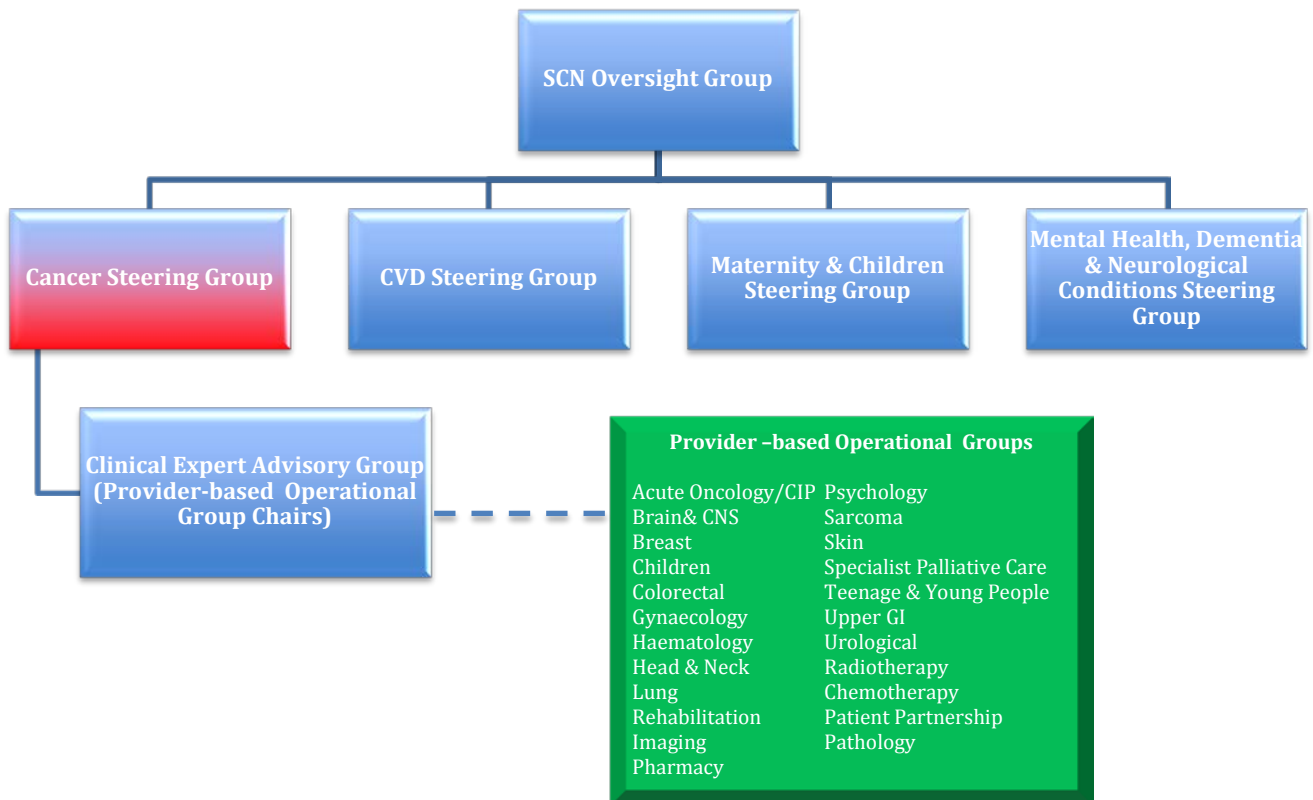 SCN Oversight Group
Cancer Steering Group
CVD Steering Group
Maternity & Children
Steering Group
Mental Health, Dementia
& Neurological
Conditions Steering
Group
Clinical Expert Advisory Group
(Provider-based Operational
Group Chairs)
Provider –based Operational Groups
Acute Oncology/CIP Psychology
Brain& CNS Sarcoma
Breast Skin
Children Specialist Palliative Care
Colorectal Teenage & Young People
Gynaecology Upper GI
Haematology Urological
Head & Neck Radiotherapy
Lung Chemotherapy
Rehabilitation Patient Partnership
Imaging Pathology
Pharmacy